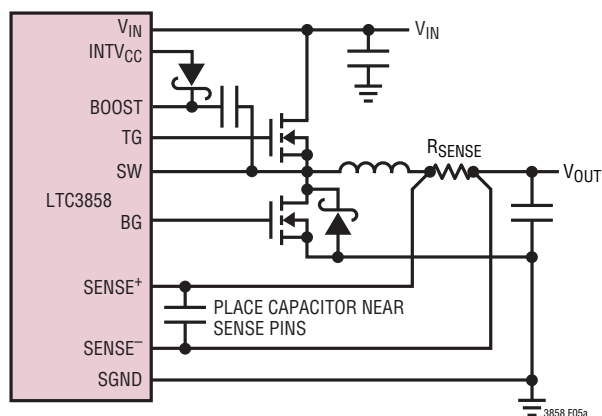 VIN
VIN
INTVCC
BOOST
TG
RSENSE
SW
VOUT
LTC3858
BG
SENSE+
PLACE CAPACITOR NEAR
SENSE PINS
SENSE–
SGND
3858 F05a